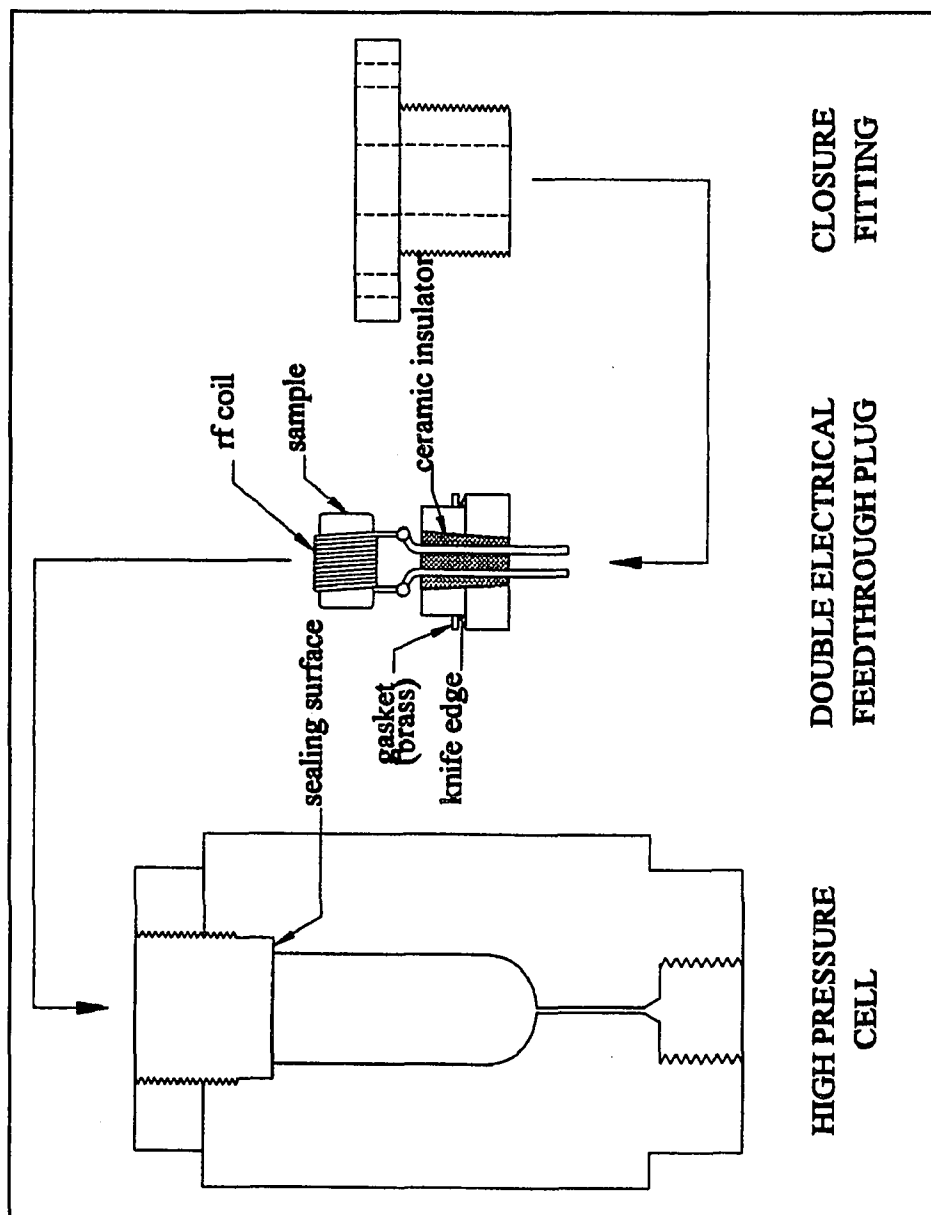 rf coil
sample
sealing surface
gasket
(brass)
knife edge
ceramic insulator
HIGH PRESSURE
CELL
DOUBLE ELECTRICAL
FEEDTHROUGH PLUG
CLOSURE
FITTING